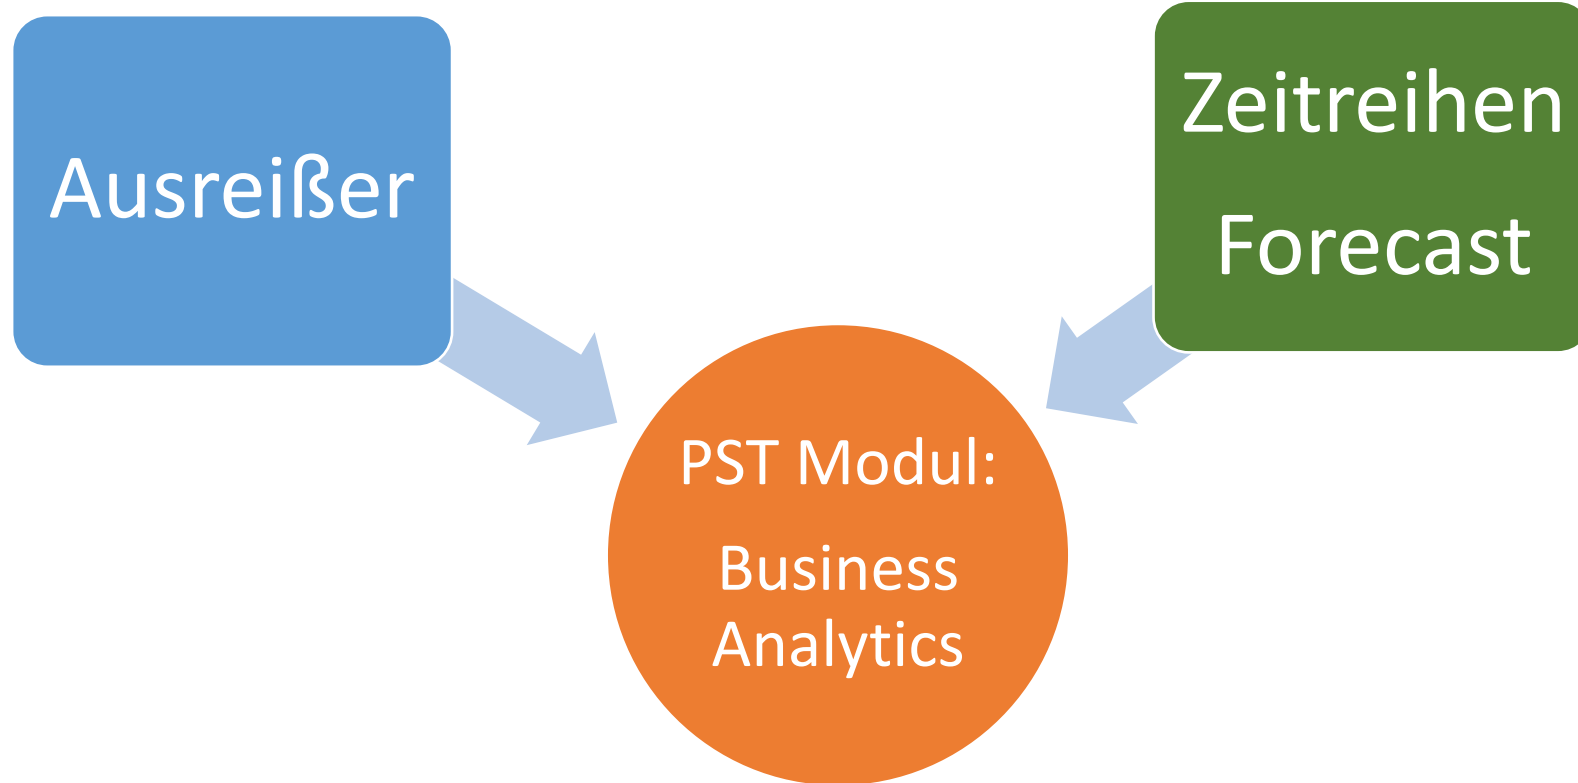 Ausreißer
Zeitreihen
Forecast
PST Modul:
Business
Analytics